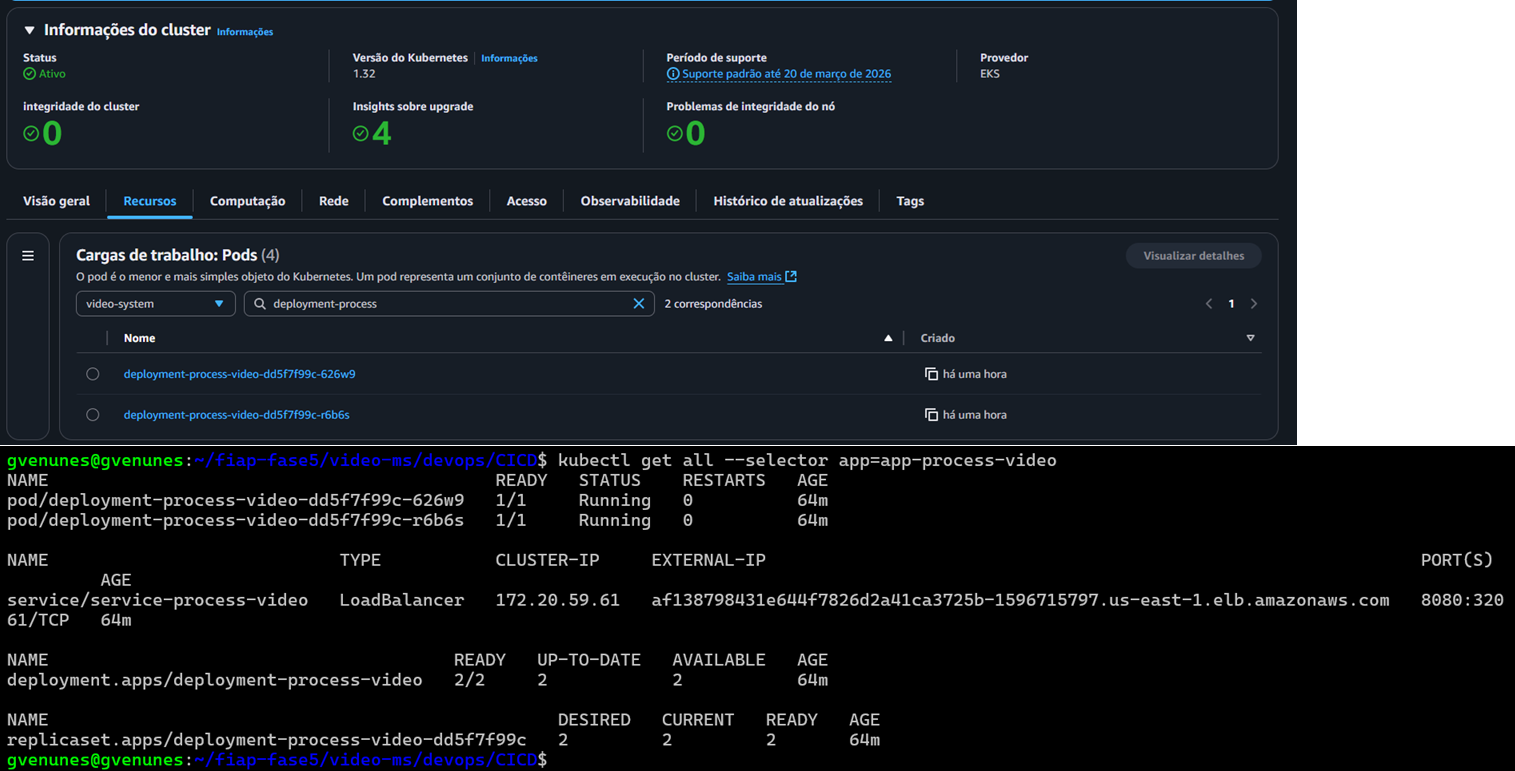 Informações do cluster Informações
Status Versão do Kubernetes Informações Período de suporte Provedor
Ativo 1.32 Suporte padrão até 20 de março de 2026 EKS
integridade do cluster Insights sobre upgrade Problemas de integridade do nó
0 4 0
Visão geral Recursos Computação Rede Complementos Acesso Observabilidade Histórico de atualizações Tags
Cargas de trabalho: Pods (4) Visualizar detalhes
O pod é o menor e mais simples objeto do Kubernetes. Um pod representa um conjunto de contêineres em execução no cluster. Saiba mais
video-system deployment-process 2 correspondências 1
Nome Criado
deployment-process-video-dd5f7f99c-626w9 há uma hora
deployment-process-video-dd5f7f99c-r6b6s há uma hora
gvenunes@gvenunes:~/fiap-fase5/video-ms/devops/CICD$ kubectl get all --selector app=app-process-video
NAME READY STATUS RESTARTS AGE
pod/deployment-process-video-dd5f7f99c-626w9 1/1 Running 0 64m
pod/deployment-process-video-dd5f7f99c-r6b6s 1/1 Running 0 64m
NAME TYPE CLUSTER-IP EXTERNAL-IP PORT(S)
AGE
service/service-process-video LoadBalancer 172.20.59.61 af138798431e644f7826d2a41ca3725b-1596715797.us-east-1.elb.amazonaws.com 8080:320
61/TCP 64m
NAME READY UP-TO-DATE AVAILABLE AGE
deployment.apps/deployment-process-video 2/2 2 2 64m
NAME DESIRED CURRENT READY AGE
replicaset.apps/deployment-process-video-dd5f7f99c 2 2 2 64m
gvenunes@gvenunes:~/fiap-fase5/video-ms/devops/CICD$